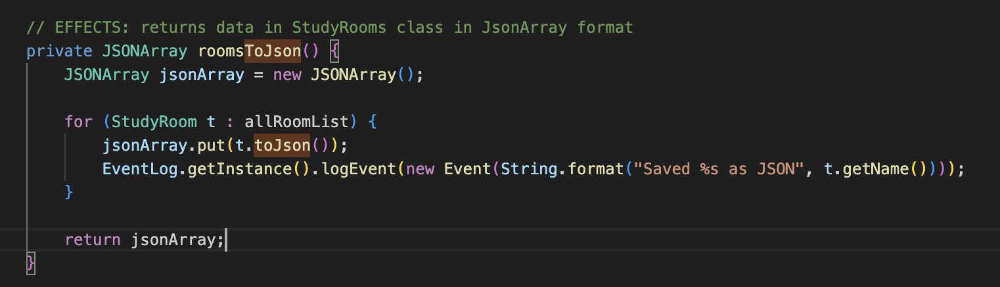 // EFFECTS: returns data in StudyRooms class in JsonArray format
private JSONArray roomsToJson() {
JSONArray jsonArray = new JSONArray();
for (StudyRoom t : allRoomList) {
jsonArray.put(t.toJson());
EventLog.getInstance().logEvent(new Event(String.format("Saved %s as JSON", t.getName())));
}
return jsonArray;
}